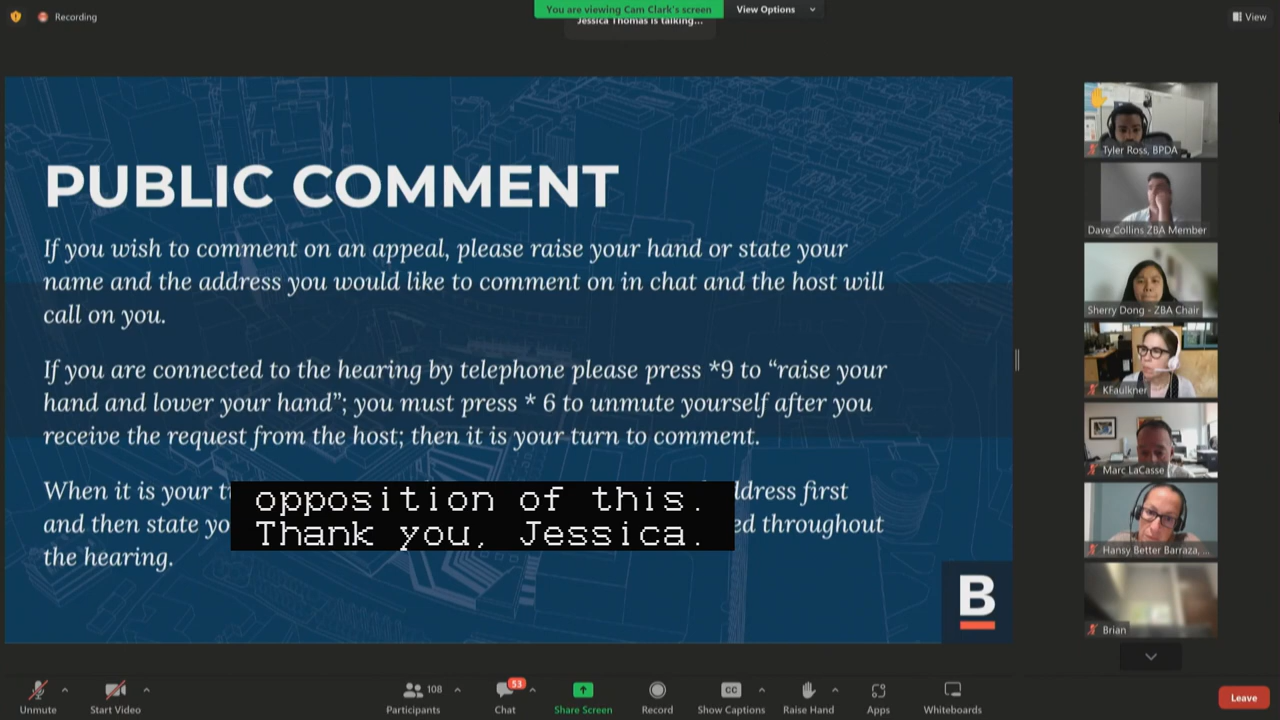 Recording
You are viewing Cam Clark's screen
View Options
Jessica Thomas is talking...
View
PUBLIC COMMENT
If you wish to comment on an appeal, please raise your hand or state your
name and the address you would like to comment on in chat and the host will
call on you.
If you are connected to the hearing by telephone please press *9 to “raise your
hand and lower your hand”; you must press * 6 to unmute yourself after you
receive the request from the host; then it is your turn to comment.
When it is your
first
and then state
throughout
the hearing.
opposition of this.
Thank you, Jessica.
B
Tyler Ross, BPDA
Dave Collins ZBA Member
Sherry Dong - ZBA Chair
KFaulkner
Marc LaCasse
Hansy Better Barraza, ...
Brian
Unmute
Start Video
108
Participants
53
Chat
Share Screen
Record
CC
Show Captions
Raise Hand
Apps
Whiteboards
Leave